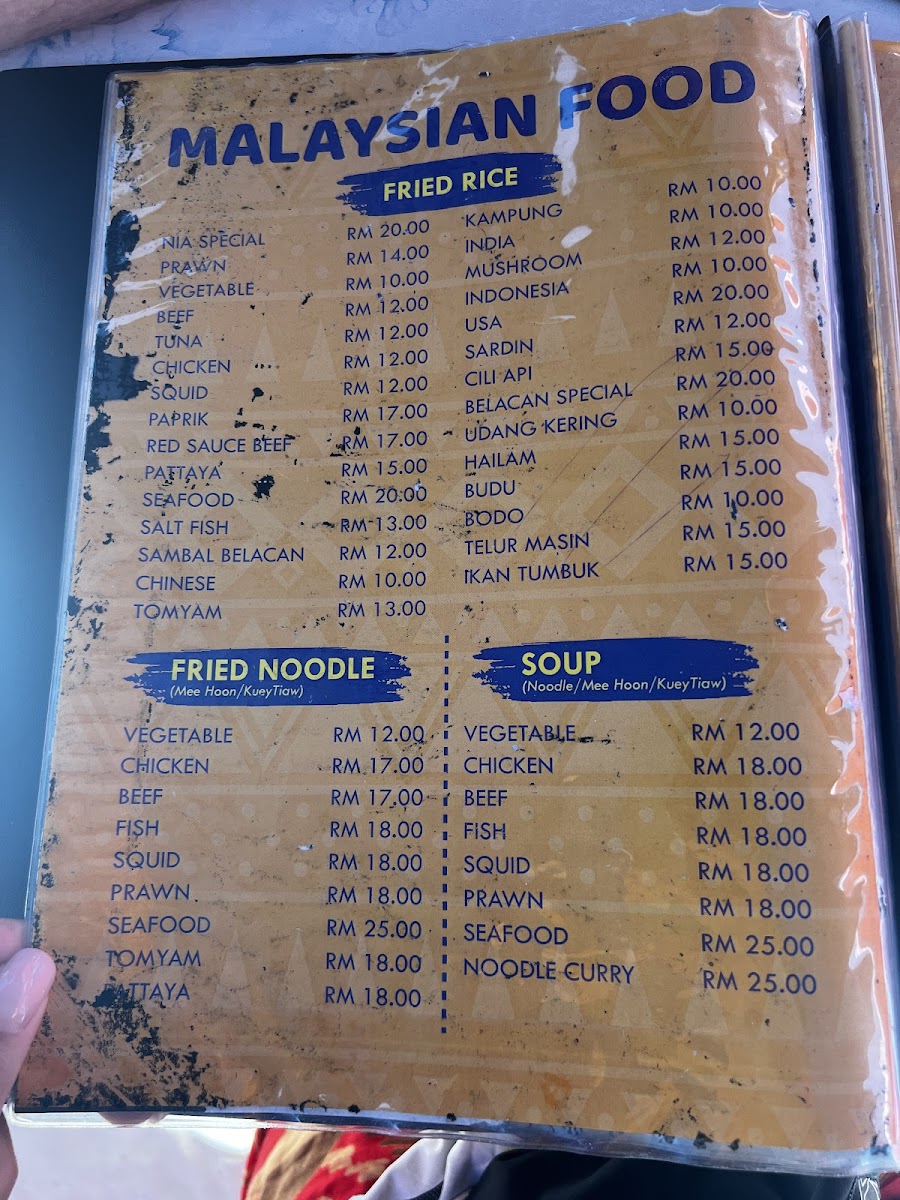 MALAYSIAN FOOD
FRIED RICE
NIA SPECIAL RM 20.00
PRAWN RM 14.00
VEGETABLE RM 10.00
BEEF RM 12.00
TUNA RM 12.00
CHICKEN RM 12.00
SQUID RM 12.00
PAPRIK RM 17.00
RED SAUCE BEEF RM 17.00
PATTAYA RM 15.00
SEAFOOD RM 20.00
SALT FISH RM 13.00
SAMBAL BELACAN RM 12.00
CHINESE RM 10.00
TOMYAM RM 13.00
KAMPUNG RM 10.00
INDIA RM 10.00
MUSHROOM RM 12.00
INDONESIA RM 10.00
USA RM 20.00
SARDIN RM 12.00
CILI API RM 15.00
BELACAN SPECIAL RM 20.00
UDANG KERING RM 10.00
HAILAM RM 15.00
BUDU RM 15.00
BODO RM 10.00
TELUR MASIN RM 15.00
IKAN TUMBUK RM 15.00
FRIED NOODLE
(Mee Hoon/KueyTiaw)
VEGETABLE RM 12.00
CHICKEN RM 17.00
BEEF RM 17.00
FISH RM 18.00
SQUID RM 18.00
PRAWN RM 18.00
SEAFOOD RM 25.00
TOMYAM RM 18.00
PATTAYA RM 18.00
SOUP
(Noodle/Mee Hoon/KueyTiaw)
VEGETABLE RM 12.00
CHICKEN RM 18.00
BEEF RM 18.00
FISH RM 18.00
SQUID RM 18.00
PRAWN RM 18.00
SEAFOOD RM 25.00
NOODLE CURRY RM 25.00